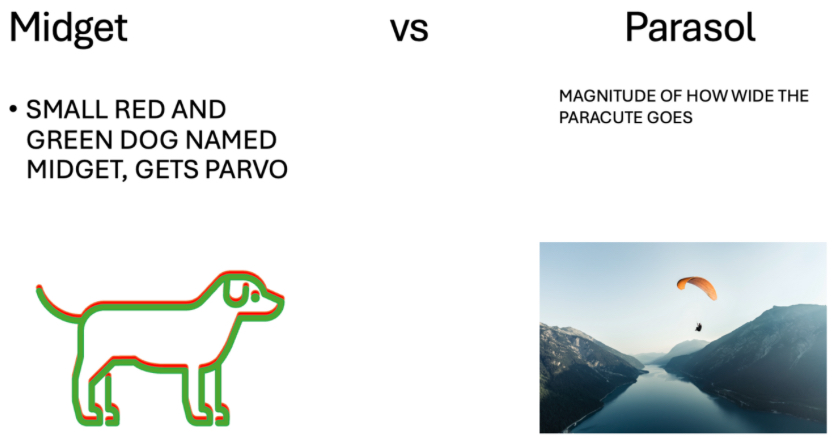 Midget vs Parasol
• SMALL RED AND
GREEN DOG NAMED
MIDGET, GETS PARVO
MAGNITUDE OF HOW WIDE THE
PARACUTE GOES